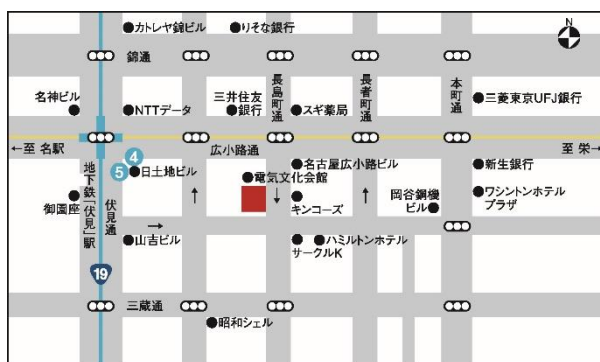 カトレヤ錦ビル
りそな銀行
N
錦通
名神ビル
NTTデータ
三井住友
銀行
長島町通
スギ薬局
長者町通
本町通
三菱東京UFJ銀行
←至 名駅
広小路通
至 栄→
4
5
日土地ビル
電気文化会館
名古屋広小路ビル
新生銀行
地下鉄「伏見」駅
伏見通
御園座
キンコーズ
岡谷鋼機
ビル
ワシントンホテル
プラザ
山吉ビル
サークルK
ハミルトンホテル
19
三蔵通
昭和シェル